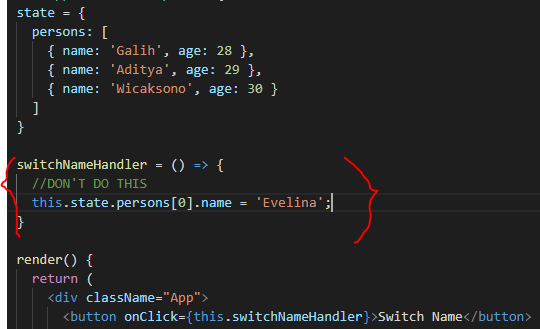 state = {
persons: [
{ name: 'Galih', age: 28 },
{ name: 'Aditya', age: 29 },
{ name: 'Wicaksono', age: 30 }
]
}
switchNameHandler = () => {
//DON'T DO THIS
this.state.persons[0].name = 'Evelina';
}
render() {
return (
<div className="App">
<button onClick={this.switchNameHandler}>Switch Name</button>